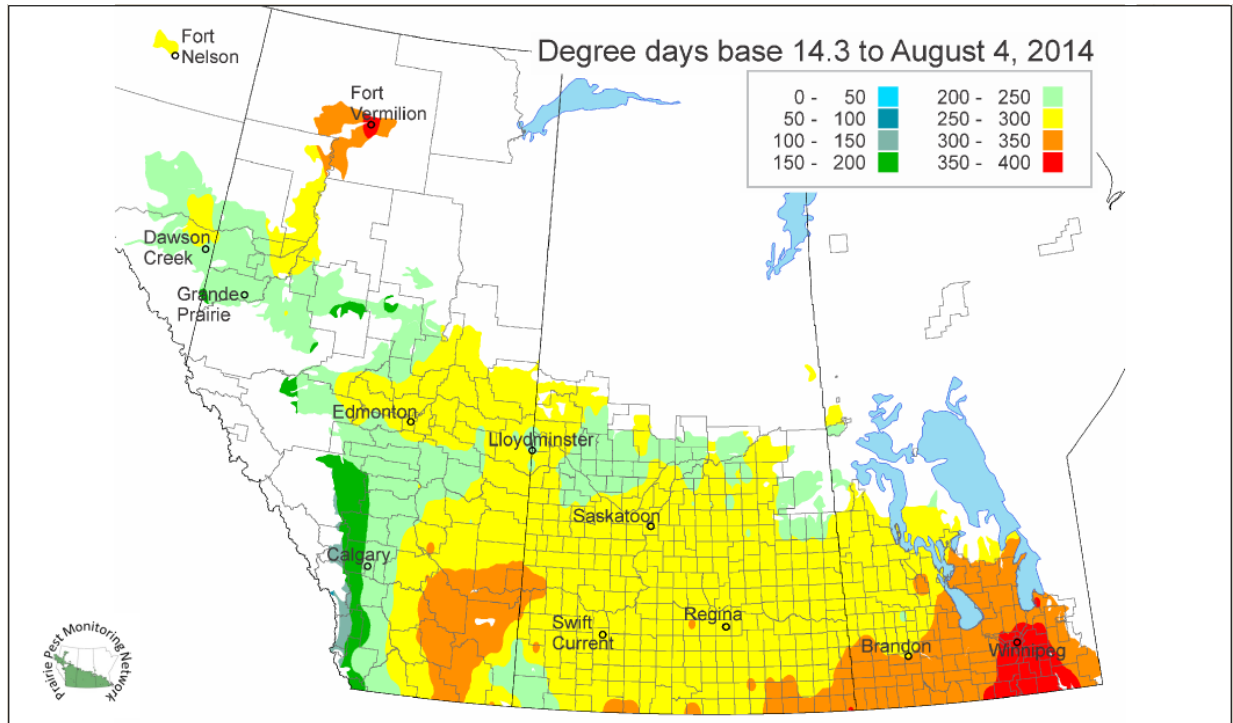 Degree days base 14.3 to August 4, 2014
0 - 50
50 - 100
100 - 150
150 - 200
200 - 250
250 - 300
300 - 350
350 - 400
Fort
Nelson
Fort
Vermilion
Dawson
Creek
Grande
Prairie
Edmonton
Lloydminster
Saskatoon
Calgary
Swift
Current
Regina
Brandon
Winnipeg
Prairie Pest Monitoring Network